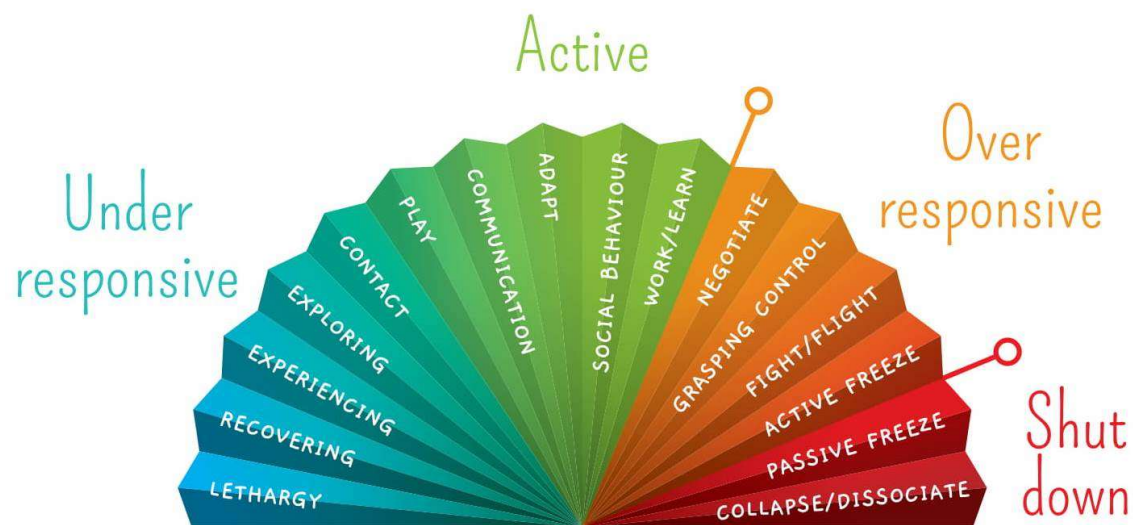 Active
Over
responsive
Under
responsive
Shut
down
LETHARGY
RECOVERING
EXPERIENCING
EXPLORING
CONTACT
PLAY
COMMUNICATION
ADAPT
SOCIAL BEHAVIOUR
WORK/LEARN
NEGOTIATE
GRASPING CONTROL
FIGHT/FLIGHT
ACTIVE FREEZE
PASSIVE FREEZE
COLLAPSE/DISSOCIATE